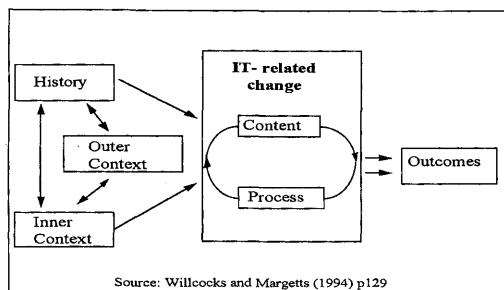 IT- related
change
History
Content
Outer
Context
Outcomes
Process
Inner
Context
Source: Willcocks and Margetts (1994) p129